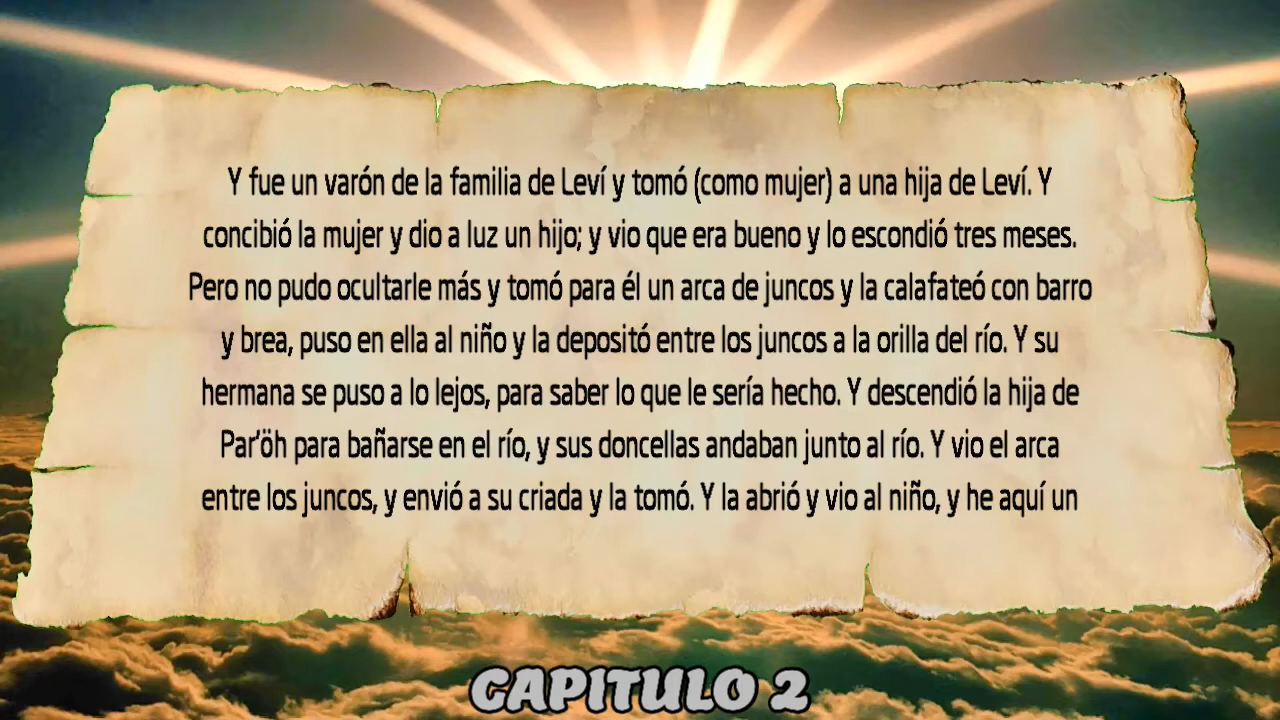 Y fue un varón de la familia de Leví y tomó (como mujer) a una hija de Leví. Y
concibió la mujer y dio a luz un hijo; y vio que era bueno y lo escondió tres meses.
Pero no pudo ocultarle más y tomó para él un arca de juncos y la calafateó con barro
y brea, puso en ella al niño y la depositó entre los juncos a la orilla del río. Y su
hermana se puso a lo lejos, para saber lo que le sería hecho. Y descendió la hija de
Par'öh para bañarse en el río, y sus doncellas andaban junto al río. Y vio el arca
entre los juncos, y envió a su criada y la tomó. Y la abrió y vio al niño, y he aquí un
CAPITULO 2